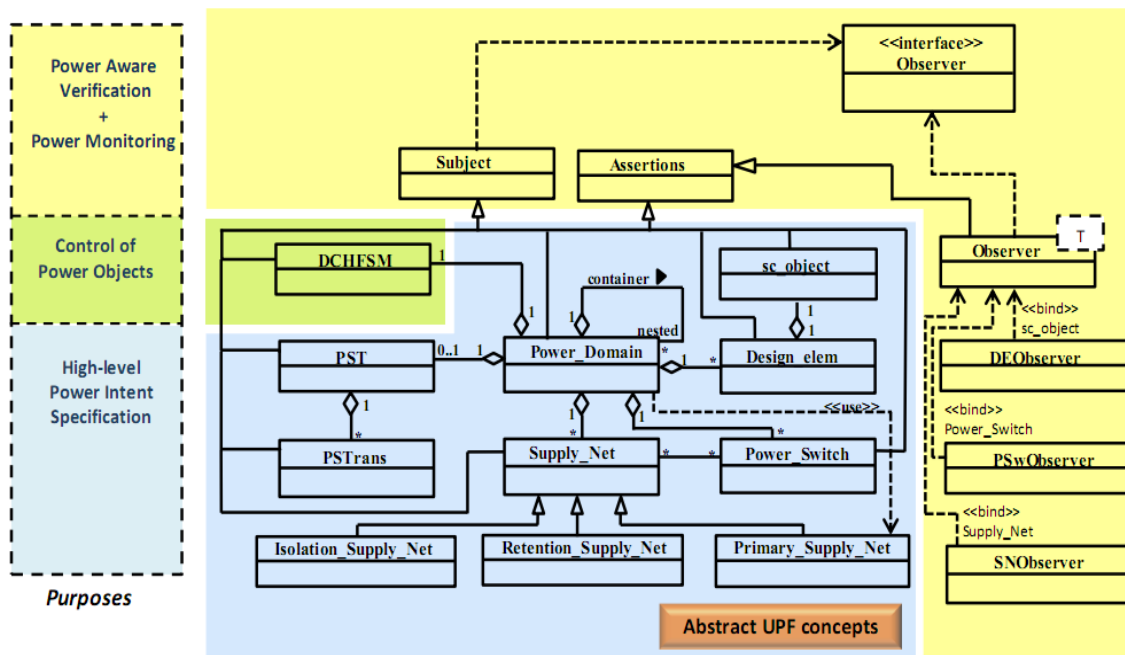 Power Aware
Verification
+
Power Monitoring
Control of
Power Objects
High-level
Power Intent
Specification
Purposes
<<interface>>
Observer
Subject
Assertions
Observer
T
DCHFSM
1
container
sc_object
1
1
1
1
nested
*
<<bind>>
sc_object
PST
0..1
1
Power_Domain
1
*
Design_elem
DEObserver
1
1
1
<<use>>
<<bind>>
Power_Switch
*
*
*
PSTrans
Supply_Net
*
*
Power_Switch
PSwObserver
<<bind>>
Supply_Net
Isolation_Supply_Net
Retention_Supply_Net
Primary_Supply_Net
SNObserver
Abstract UPF concepts